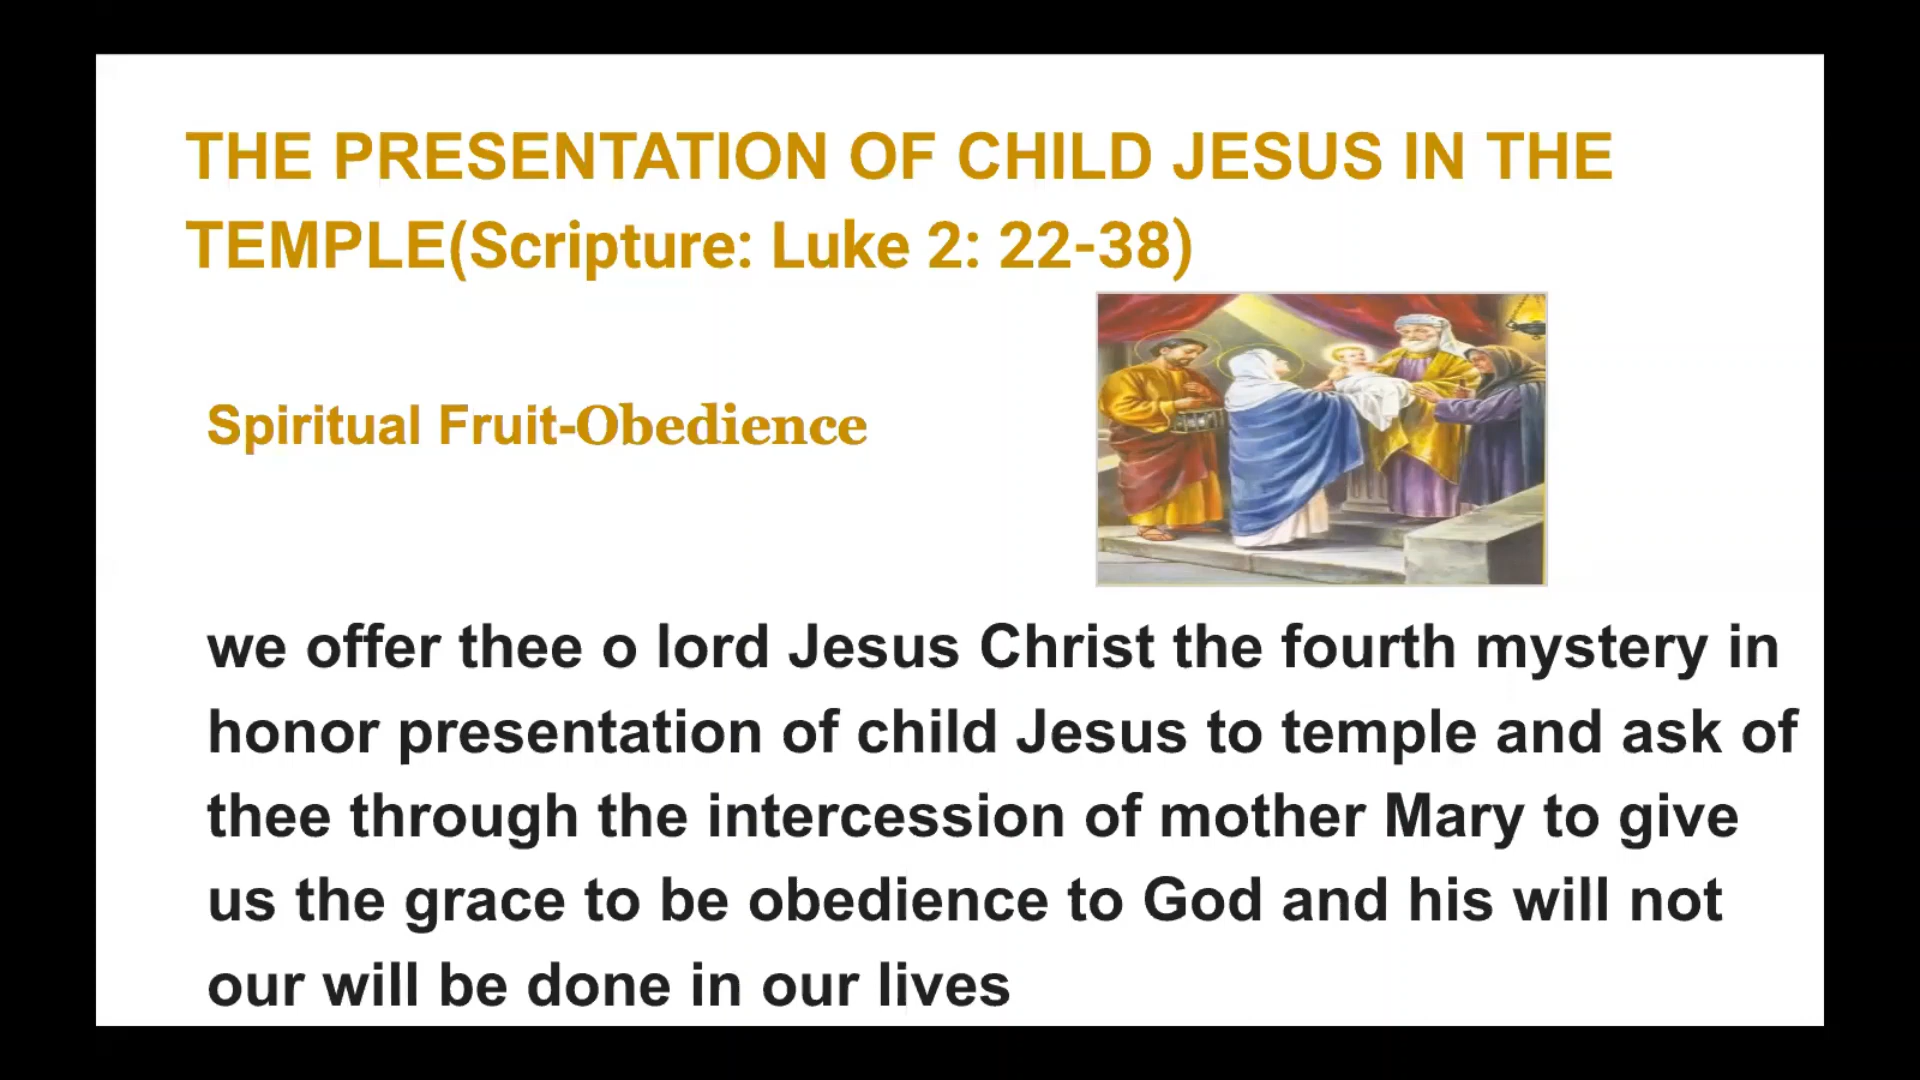 THE PRESENTATION OF CHILD JESUS IN THE
TEMPLE(Scripture: Luke 2: 22-38)
Spiritual Fruit-Obedience
we offer thee o lord Jesus Christ the fourth mystery in
honor presentation of child Jesus to temple and ask of
thee through the intercession of mother Mary to give
us the grace to be obedience to God and his will not
our will be done in our lives